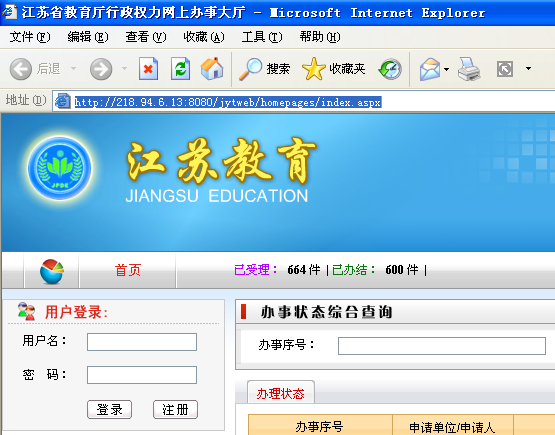 江苏省教育厅行政权力网上办事大厅 - Microsoft Internet Explorer
文件(F) 编辑(E) 查看(V) 收藏(A) 工具(T) 帮助(H)
后退 搜索 收藏夹
地址(D) http://218.94.6.13:8080/jytweb/homepages/index.aspx
江苏教育
JIANGSU EDUCATION
JPDE
首页 已受理： 664 件 | 已办结： 600 件 |
用户登录:
用户名：
密 码：
登录 注册
办事状态综合查询
办事序号：
办理状态
办事序号 申请单位/申请人